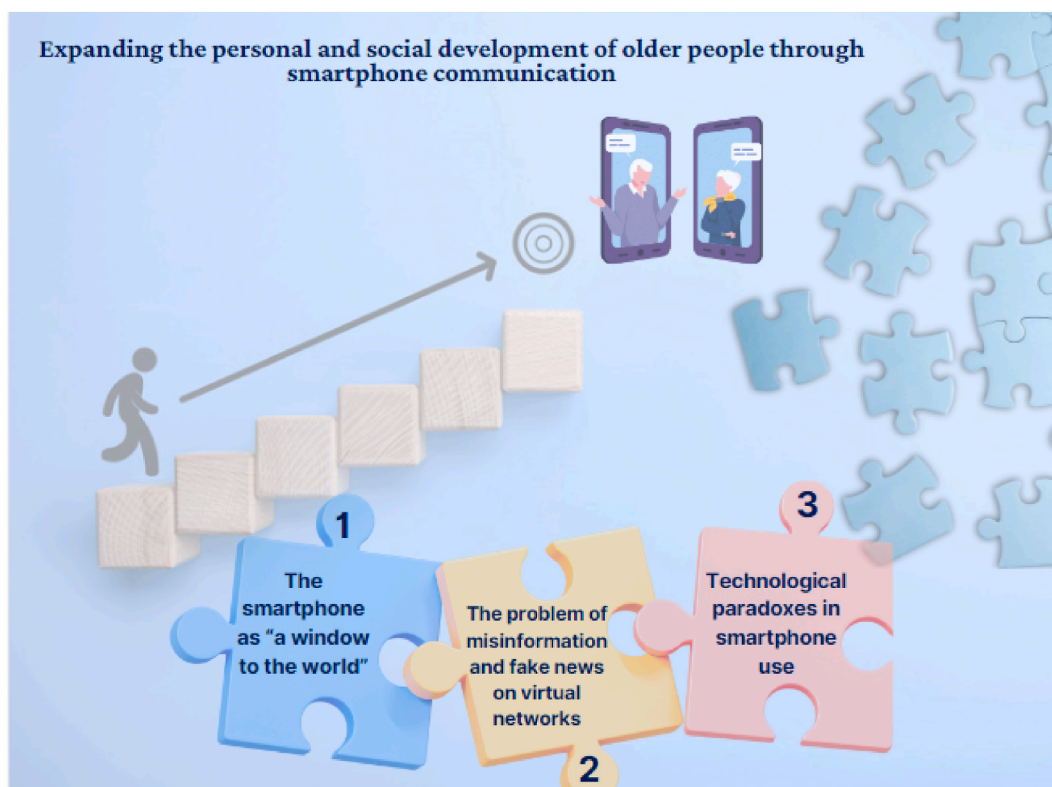 Expanding the personal and social development of older people through
smartphone communication
1
The
smartphone
as “a window
to the world”
The problem of
misinformation
and fake news
on virtual
networks
2
3
Technological
paradoxes in
smartphone
use